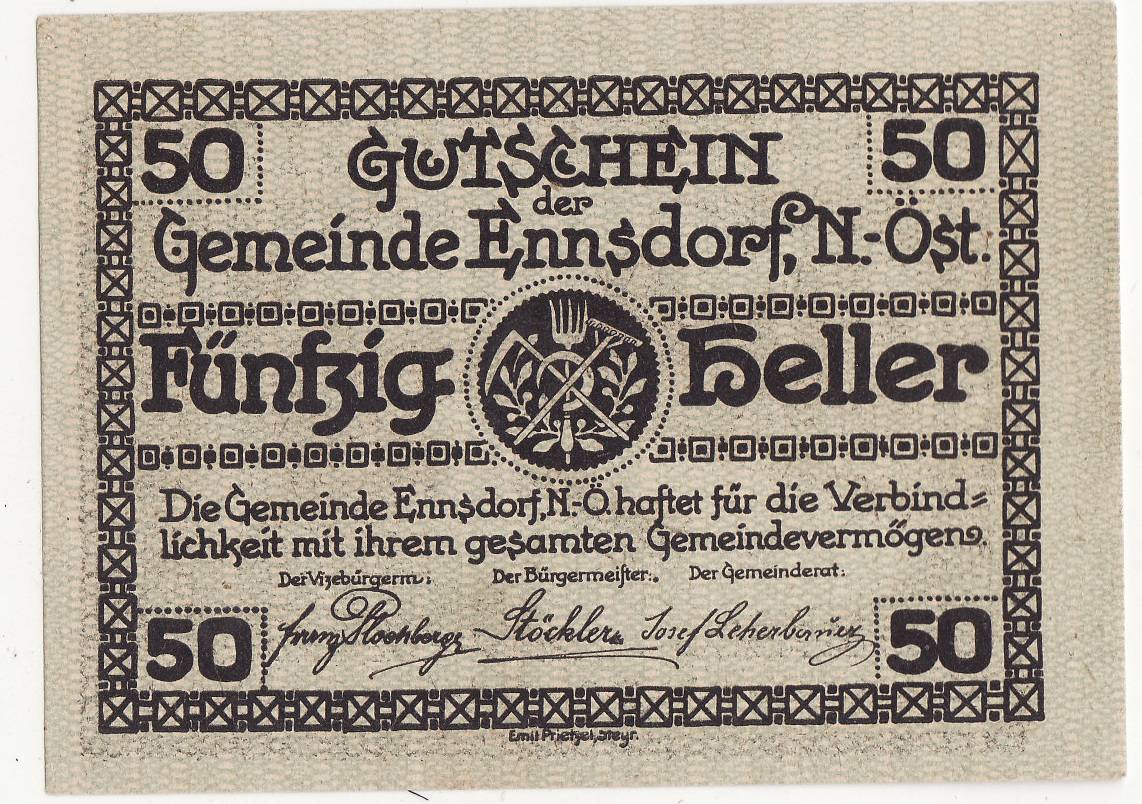 50 GUTSCHEIN 50
der
Gemeinde Ennsdorf, N.-Öst.
Fünfzig Heller
Die Gemeinde Ennsdorf, N.-Ö. haftet für die Verbind=
lichkeit mit ihrem gesamten Gemeindevermögen.
Der Vizebürgerm.: Der Bürgermeister: Der Gemeinderat:
50 Stöckler Josef Leherbauer 50
Emil Prietzel, Steyr.